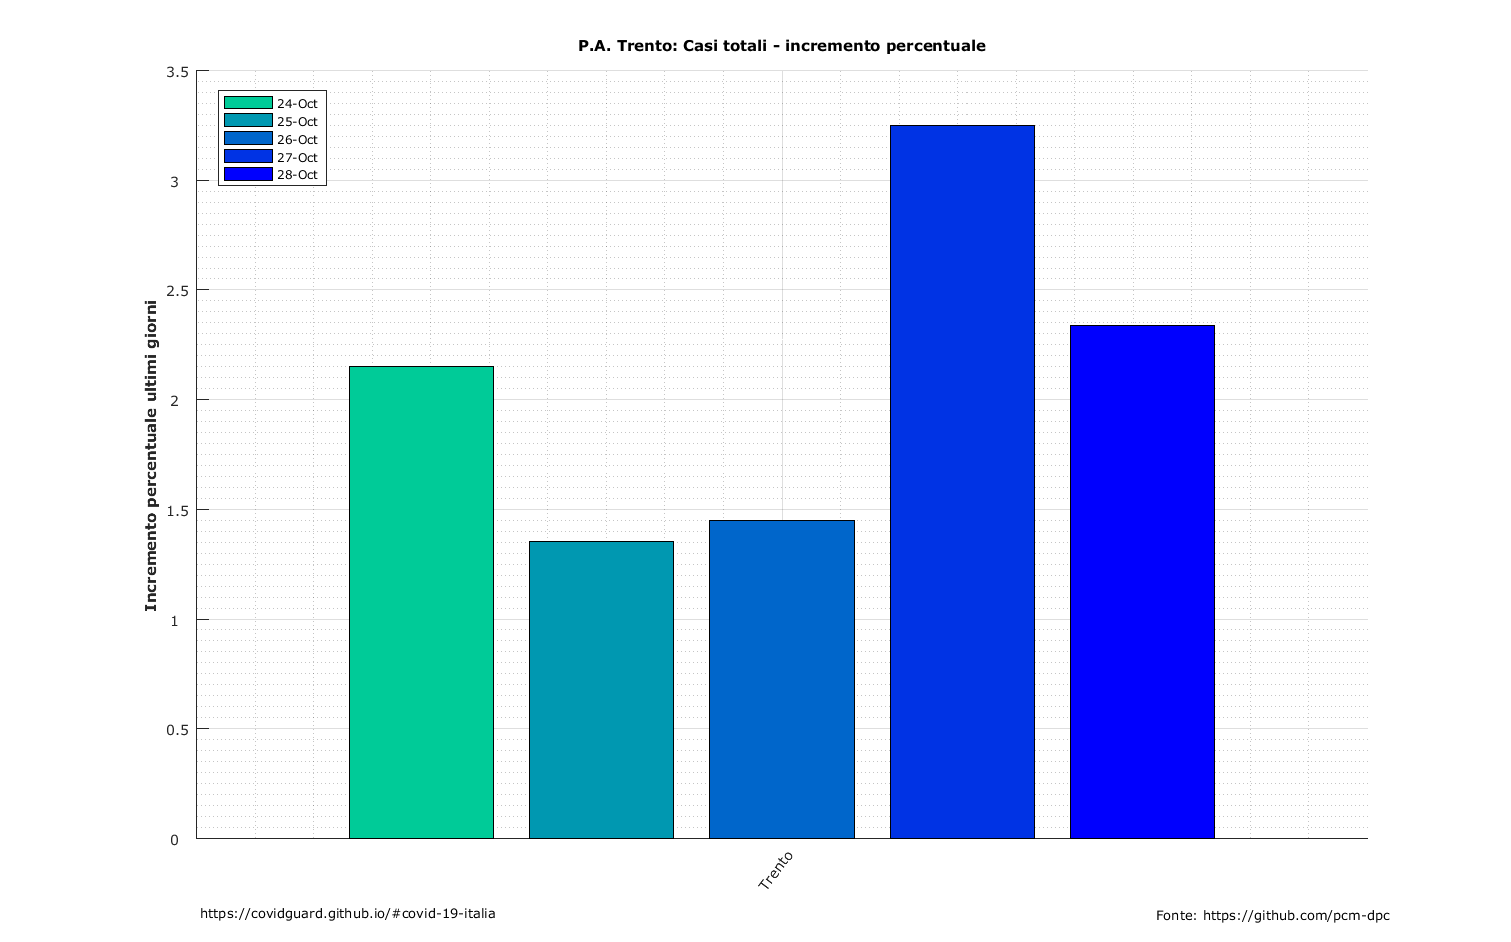 P.A. Trento: Casi totali - incremento percentuale
3.5
3
2.5
2
1.5
1
0.5
0
Incremento percentuale ultimi giorni
24-Oct
25-Oct
26-Oct
27-Oct
28-Oct
Trento
https://covidguard.github.io/#covid-19-italia
Fonte: https://github.com/pcm-dpc